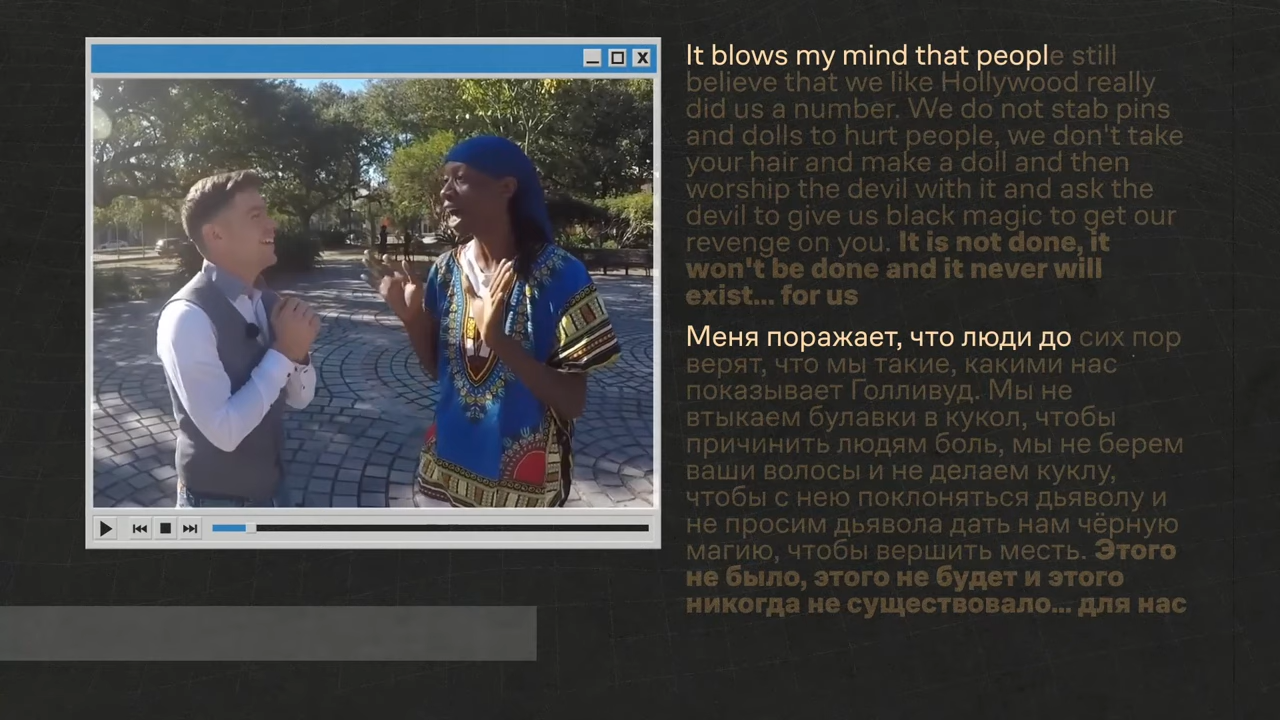 It blows my mind that people still
believe that we like Hollywood really
did us a number. We do not stab pins
and dolls to hurt people, we don't take
your hair and make a doll and then
worship the devil with it and ask the
devil to give us black magic to get our
revenge on you. It is not done, it
won't be done and it never will
exist... for us
Меня поражает, что люди до сих пор
верят, что мы такие, какими нас
показывает Голливуд. Мы не
втыкаем булавки в кукол, чтобы
причинить людям боль, мы не берем
ваши волосы и не делаем куклу,
чтобы с нею поклоняться дьяволу и
не просим дьявола дать нам чёрную
магию, чтобы вершить месть. Этого
не было, этого не будет и этого
никогда не существовало... для нас